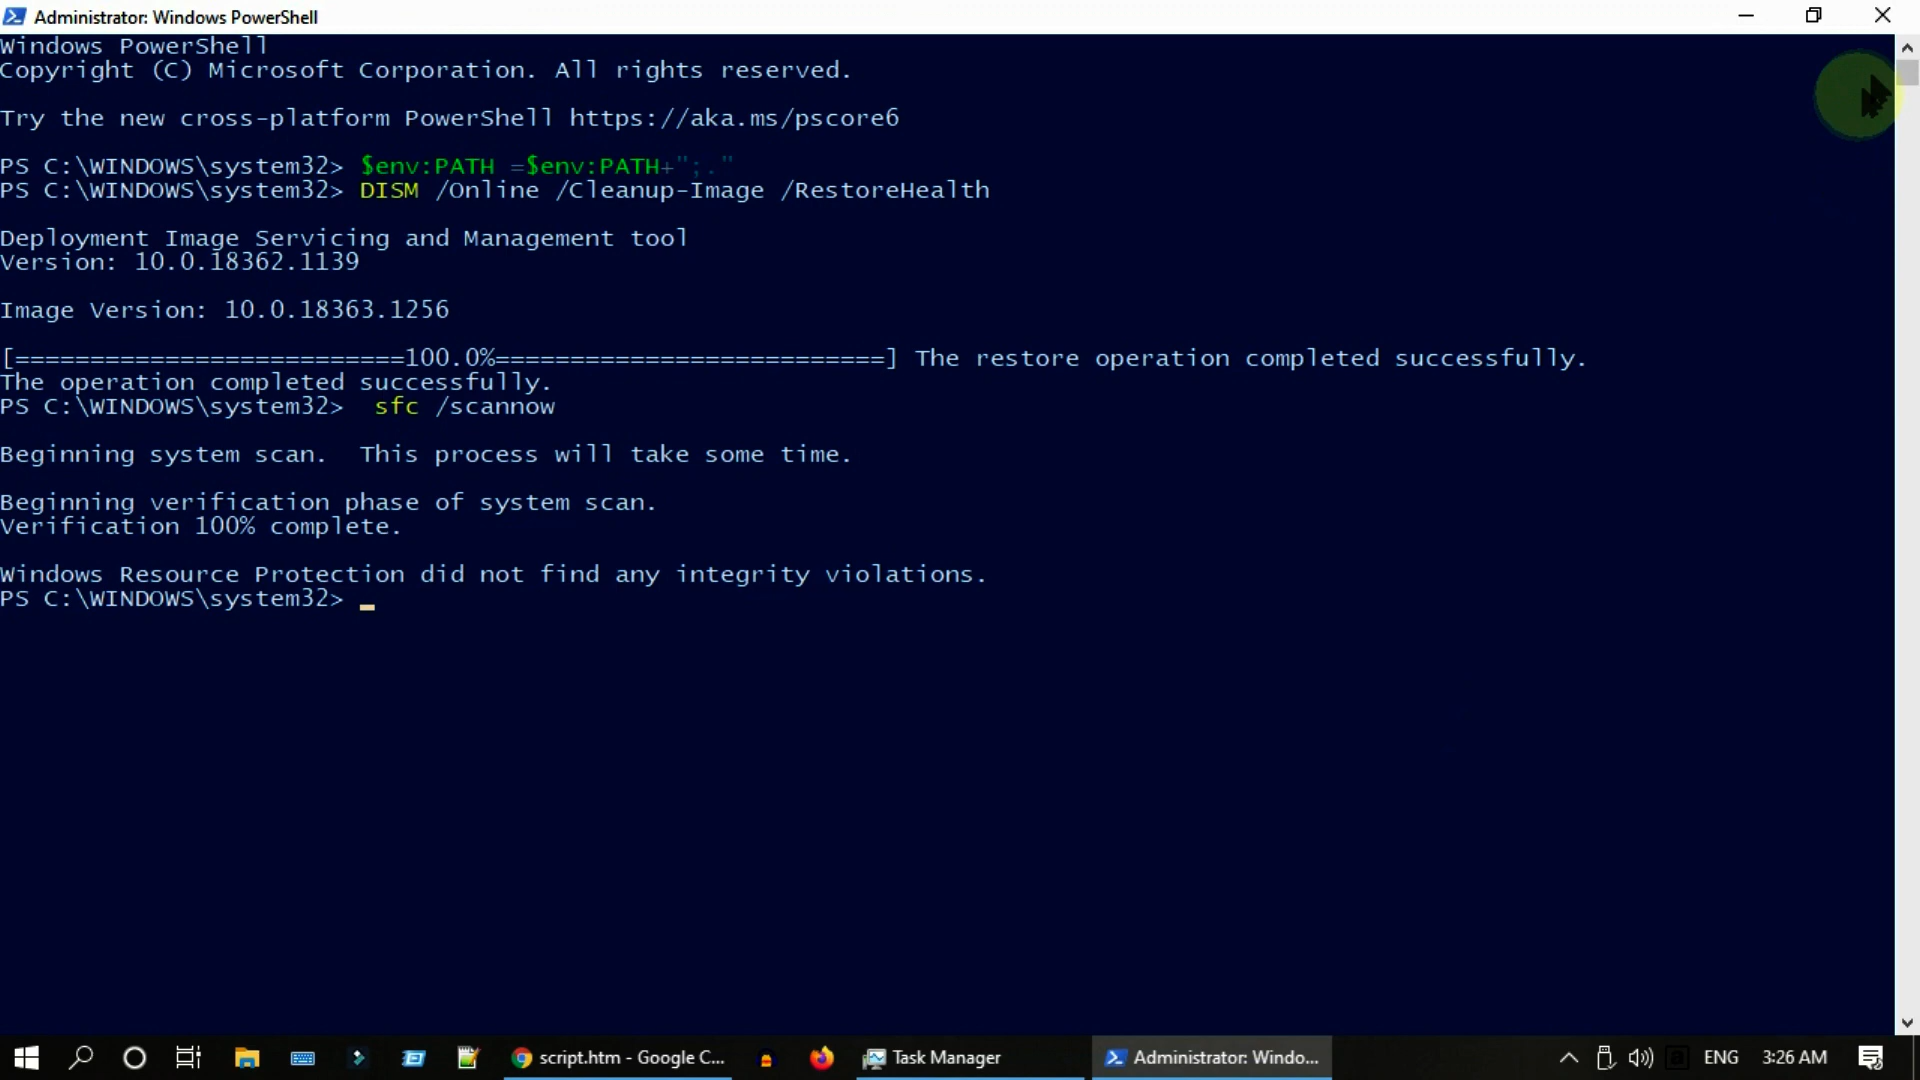 Administrator: Windows PowerShell
Windows PowerShell
Copyright (C) Microsoft Corporation. All rights reserved.
Try the new cross-platform PowerShell https://aka.ms/pscore6
PS C:\WINDOWS\system32> $env:PATH =$env:PATH+";."
PS C:\WINDOWS\system32> DISM /Online /Cleanup-Image /RestoreHealth
Deployment Image Servicing and Management tool
Version: 10.0.18362.1139
Image Version: 10.0.18363.1256
[==========================100.0%==========================] The restore operation completed successfully.
The operation completed successfully.
PS C:\WINDOWS\system32>  sfc /scannow
Beginning system scan.  This process will take some time.
Beginning verification phase of system scan.
Verification 100% complete.
Windows Resource Protection did not find any integrity violations.
PS C:\WINDOWS\system32> _
script.htm - Google C... Task Manager Administrator: Windo... ENG 3:26 AM